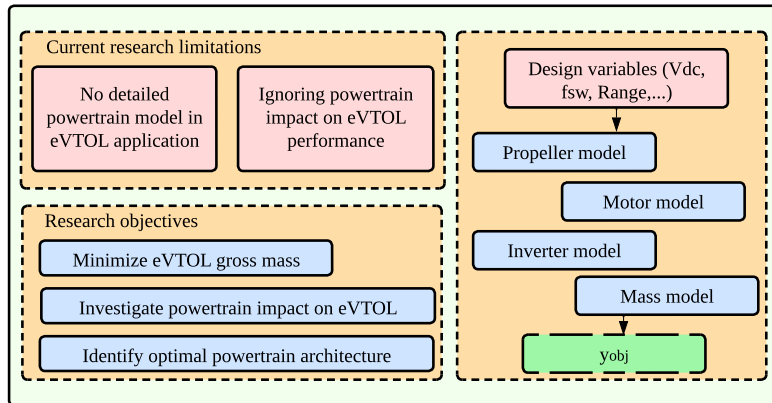 Current research limitations
No detailed
powertrain model in
eVTOL application
Ignoring powertrain
impact on eVTOL
performance
Research objectives
Minimize eVTOL gross mass
Investigate powertrain impact on eVTOL
Identify optimal powertrain architecture
Design variables (Vdc,
fsw, Range,...)
Propeller model
Motor model
Inverter model
Mass model
yobj